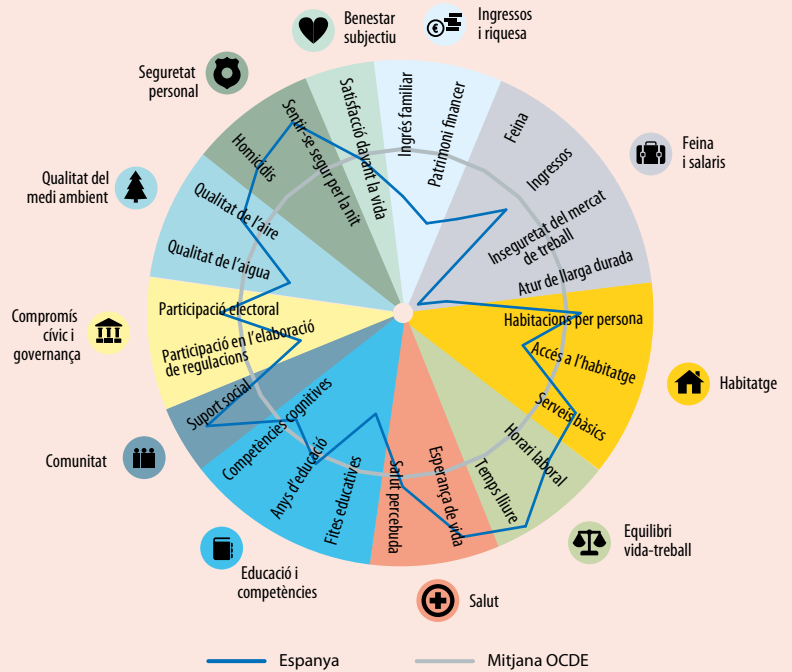 Benestar
subjectiu
€
Ingressos
i riquesa
Seguretat
personal
Feina
i salaris
Qualitat del
medi ambient
Compromís
cívic i
governança
Habitatge
Comunitat
Equilibri
vida-treball
Educació i
competències
Salut
Ingrés familiar
Patrimoni financer
Feina
Ingressos
Inseguretat del mercat
de treball
Atur de llarga durada
Habitacions per persona
Accés a l’habitatge
Serveis bàsics
Horari laboral
Temps lliure
Esperança de vida
Salut percebuda
Fites educatives
Anys d’educació
Competències cognitives
Suport social
Participació en l’elaboració
de regulacions
Participació electoral
Qualitat de l’aigua
Qualitat de l’aire
Homicidis
Sentir-se segur per la nit
Satisfacció davant la vida
Espanya
Mitjana OCDE